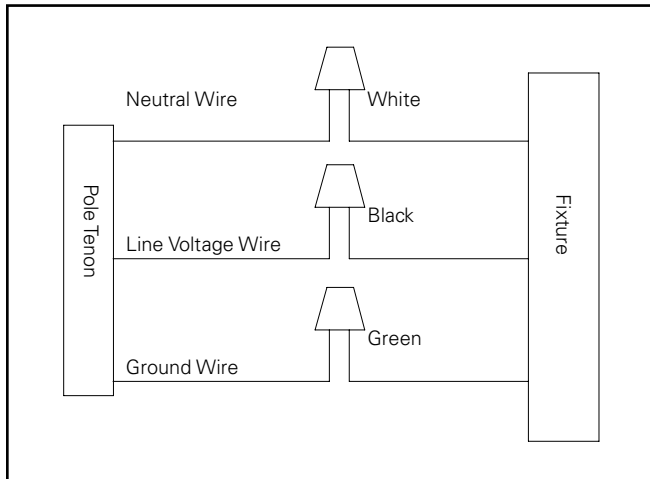 Neutral Wire
White
Pole Tenon
Fixture
Line Voltage Wire
Black
Ground Wire
Green